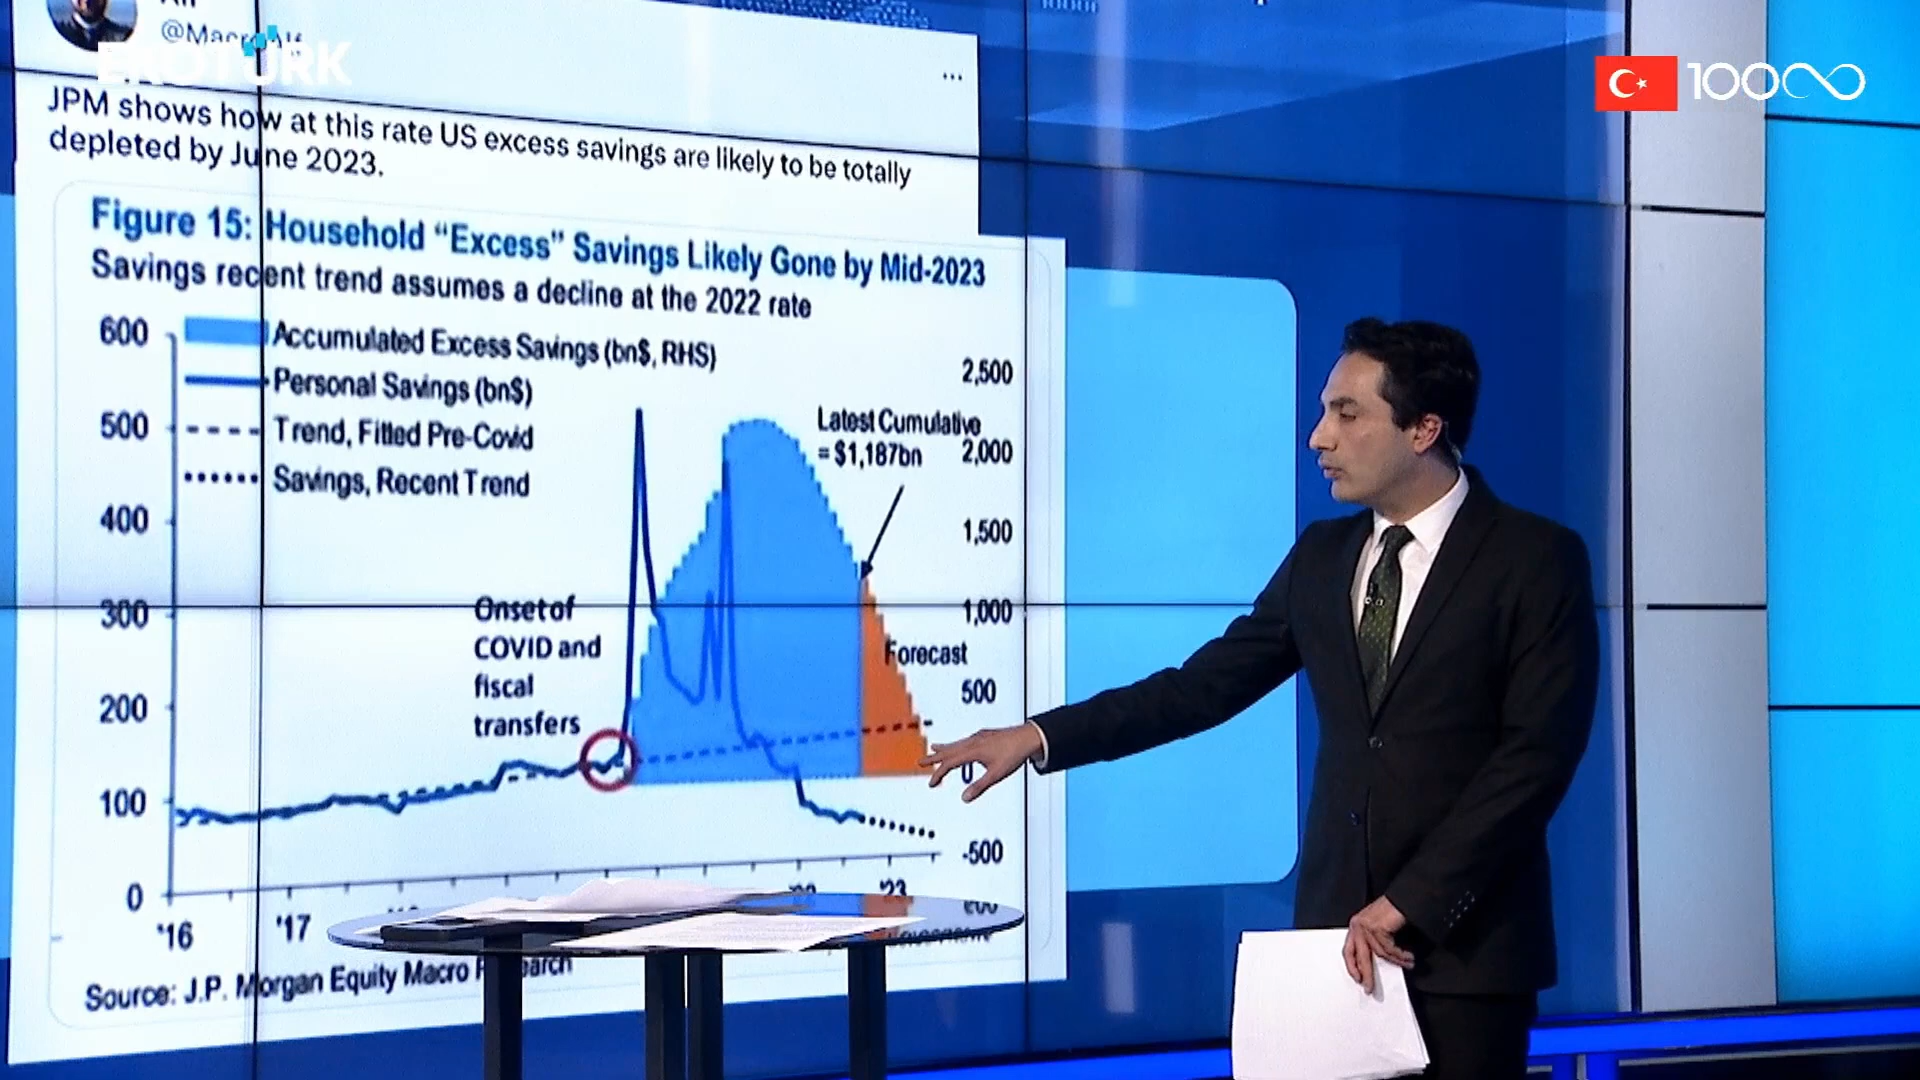 @MacroAlf
EKOTÜRK
100
JPM shows how at this rate US excess savings are likely to be totally
depleted by June 2023.
Figure 15: Household “Excess” Savings Likely Gone by Mid-2023
Savings recent trend assumes a decline at the 2022 rate
Accumulated Excess Savings (bn$, RHS)
Personal Savings (bn$)
Trend, Fitted Pre-Covid
Savings, Recent Trend
600
500
400
300
200
100
0
2,500
2,000
1,500
1,000
500
0
-500
Latest Cumulative
= $1,187bn
Onset of
COVID and
fiscal
transfers
Forecast
'16
'17
'23
Source: J.P. Morgan Equity Macro Research